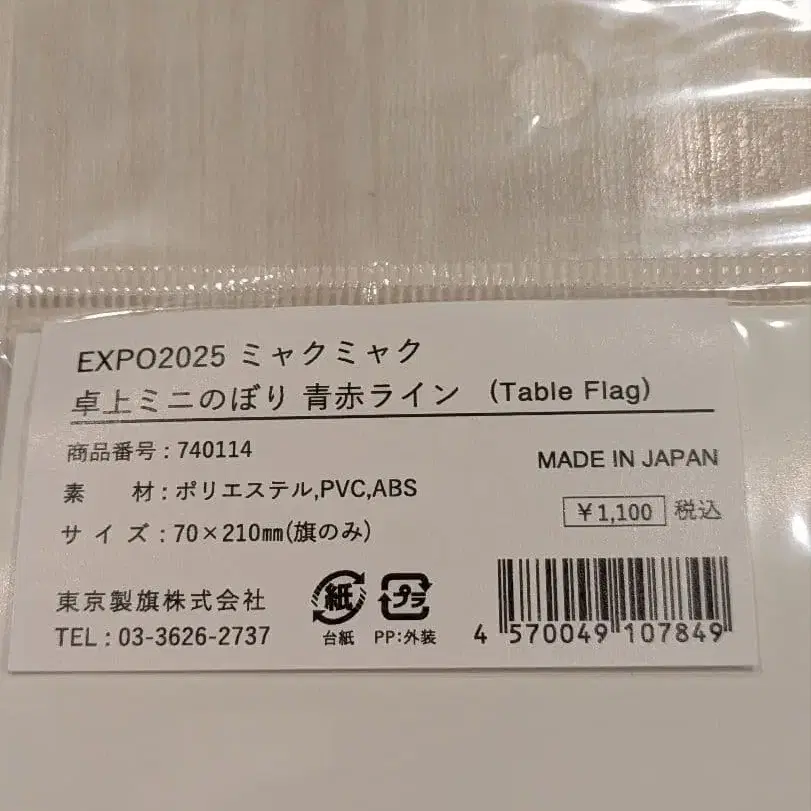 EXPO2025 ミャクミャク
卓上ミニのぼり 青赤ライン (Table Flag)
商品番号：740114
素　　材：ポリエステル,PVC,ABS
サ イ ズ：70×210㎜(旗のみ)
MADE IN JAPAN
￥1,100 税込
東京製旗株式会社
TEL：03-3626-2737
紙
台紙
プラ
PP：外装
4 570049 107849